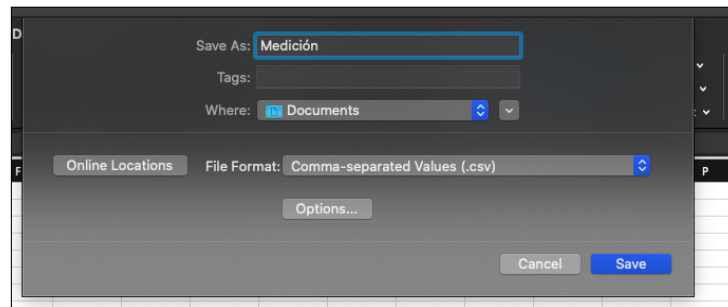 D
Save As: Medición
Tags:
Where: Documents
Online Locations File Format: Comma-separated Values (.csv)
F P
Options...
Cancel Save